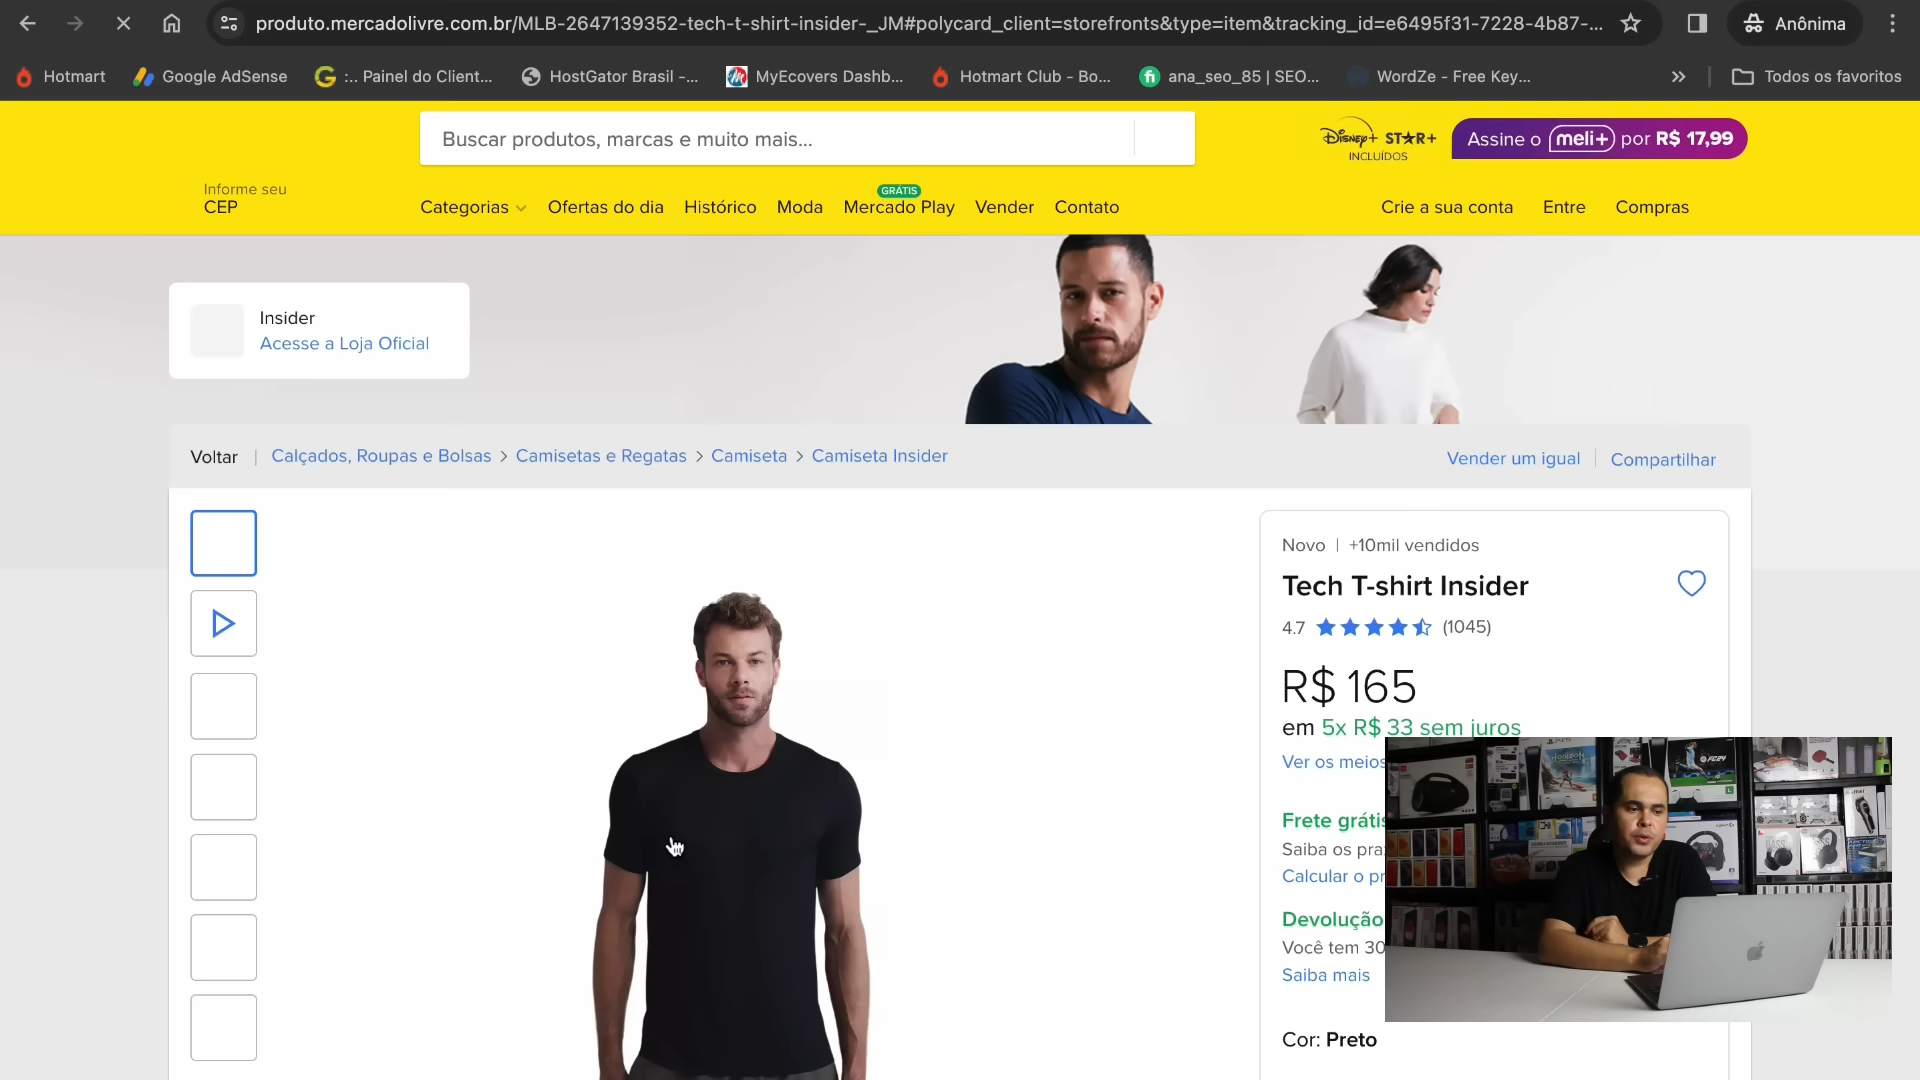 produto.mercadolivre.com.br/MLB-2647139352-tech-t-shirt-insider-_JM#polycard_client=storefronts&type=item&tracking_id=e6495f31-7228-4b87-...
Anônima
Hotmart
Google AdSense
:.. Painel do Client...
HostGator Brasil -...
MyEcovers Dashb...
Hotmart Club - Bo...
ana_seo_85 | SEO...
WordZe - Free Key...
Todos os favoritos
Buscar produtos, marcas e muito mais...
Disney+ STAR+
INCLUÍDOS
Assine o meli+ por R$ 17,99
Informe seu
CEP
Categorias
Ofertas do dia
Histórico
Moda
GRÁTIS
Mercado Play
Vender
Contato
Crie a sua conta
Entre
Compras
Insider
Acesse a Loja Oficial
Voltar | Calçados, Roupas e Bolsas > Camisetas e Regatas > Camiseta > Camiseta Insider
Vender um igual
Compartilhar
Novo | +10mil vendidos
Tech T-shirt Insider
4.7 (1045)
R$ 165
em 5x R$ 33 sem juros
Ver os meios
Frete grátis
Saiba os pra
Calcular o pr
Devolução
Você tem 30
Saiba mais
Cor: Preto
FC24